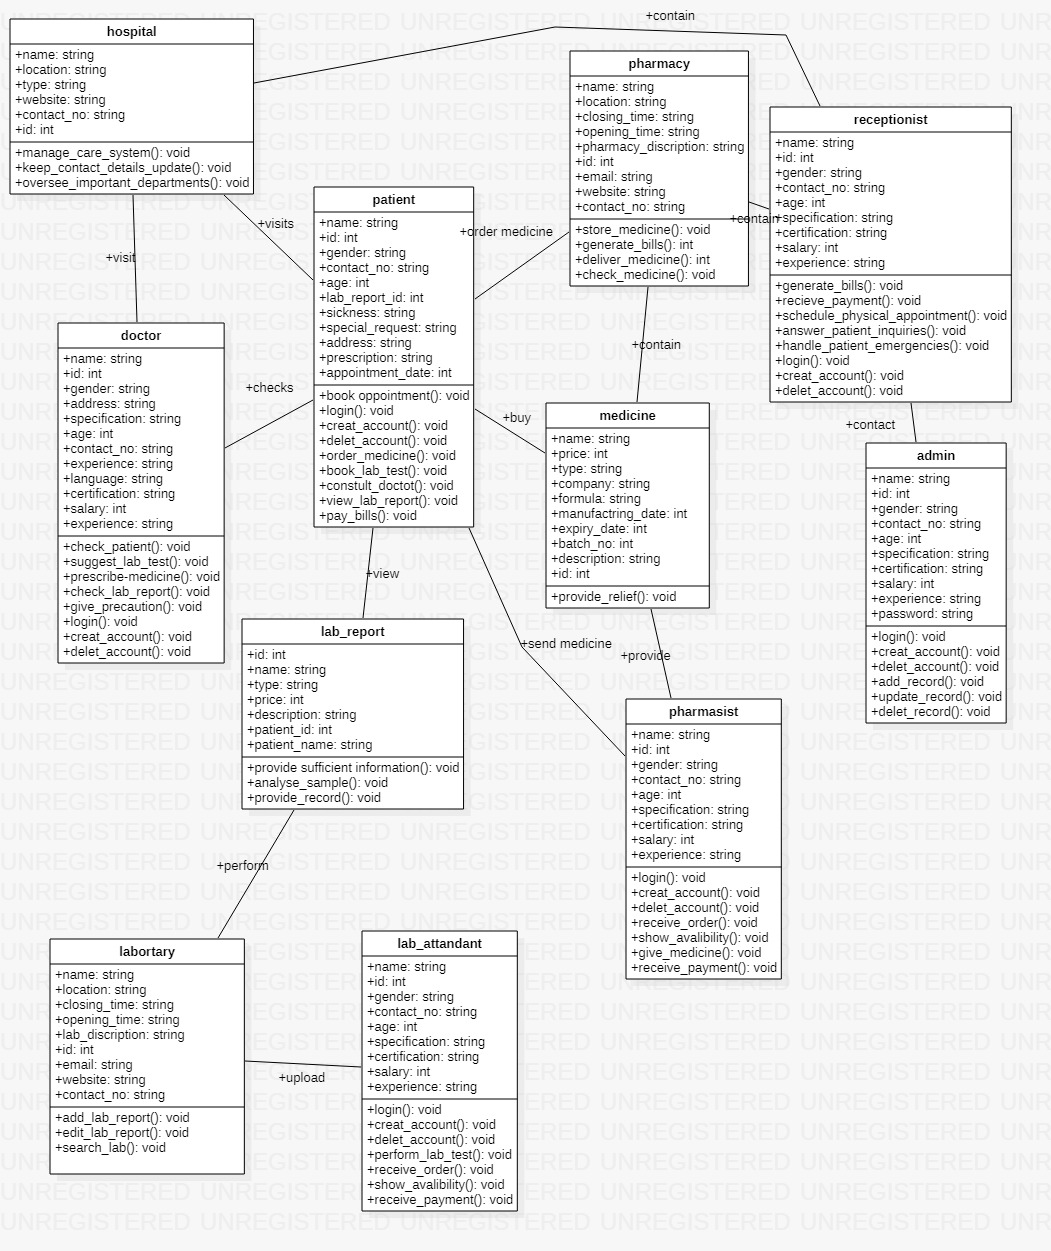 +contain
hospital
+name: string
+location: string
+type: string
+website: string
+contact_no: string
+id: int
+manage_care_system(): void
+keep_contact_details_update(): void
+oversee_important_departments(): void
pharmacy
+name: string
+location: string
+closing_time: string
+opening_time: string
+pharmacy_discription: string
+id: int
+email: string
+website: string
+contact_no: string
+store_medicine(): void
+generate_bills(): int
+deliver_medicine(): int
+check_medicine(): void
receptionist
+name: string
+id: int
+gender: string
+contact_no: string
+age: int
+specification: string
+certification: string
+salary: int
+experience: string
+generate_bills(): void
+recieve_payment(): void
+schedule_physical_appointment(): void
+answer_patient_inquiries(): void
+handle_patient_emergencies(): void
+login(): void
+creat_account(): void
+delet_account(): void
+contain
+order medicine
+visits
+visit
patient
+name: string
+id: int
+gender: string
+contact_no: string
+age: int
+lab_report_id: int
+sickness: string
+special_request: string
+address: string
+prescription: string
+appointment_date: int
+book oppointment(): void
+login(): void
+creat_account(): void
+delet_account(): void
+order_medicine(): void
+book_lab_test(): void
+constult_doctot(): void
+view_lab_report(): void
+pay_bills(): void
doctor
+name: string
+id: int
+gender: string
+address: string
+specification: string
+age: int
+contact_no: string
+experience: string
+language: string
+certification: string
+salary: int
+experience: string
+check_patient(): void
+suggest_lab_test(): void
+prescribe-medicine(): void
+check_lab_report(): void
+give_precaution(): void
+login(): void
+creat_account(): void
+delet_account(): void
+checks
+contain
+buy
+contact
medicine
+name: string
+price: int
+type: string
+company: string
+formula: string
+manufactring_date: int
+expiry_date: int
+batch_no: int
+description: string
+id: int
+provide_relief(): void
admin
+name: string
+id: int
+gender: string
+contact_no: string
+age: int
+specification: string
+certification: string
+salary: int
+experience: string
+password: string
+login(): void
+creat_account(): void
+delet_account(): void
+add_record(): void
+update_record(): void
+delet_record(): void
+view
+send medicine
+provide
lab_report
+id: int
+name: string
+type: string
+price: int
+description: string
+patient_id: int
+patient_name: string
+provide sufficient information(): void
+analyse_sample(): void
+provide_record(): void
pharmasist
+name: string
+id: int
+gender: string
+contact_no: string
+age: int
+specification: string
+certification: string
+salary: int
+experience: string
+login(): void
+creat_account(): void
+delet_account(): void
+receive_order(): void
+show_avalibility(): void
+give_medicine(): void
+receive_payment(): void
+perform
labortary
+name: string
+location: string
+closing_time: string
+opening_time: string
+lab_discription: string
+id: int
+email: string
+website: string
+contact_no: string
+add_lab_report(): void
+edit_lab_report(): void
+search_lab(): void
+upload
lab_attandant
+name: string
+id: int
+gender: string
+contact_no: string
+age: int
+specification: string
+certification: string
+salary: int
+experience: string
+login(): void
+creat_account(): void
+delet_account(): void
+perform_lab_test(): void
+receive_order(): void
+show_avalibility(): void
+receive_payment(): void
UNREGISTERED